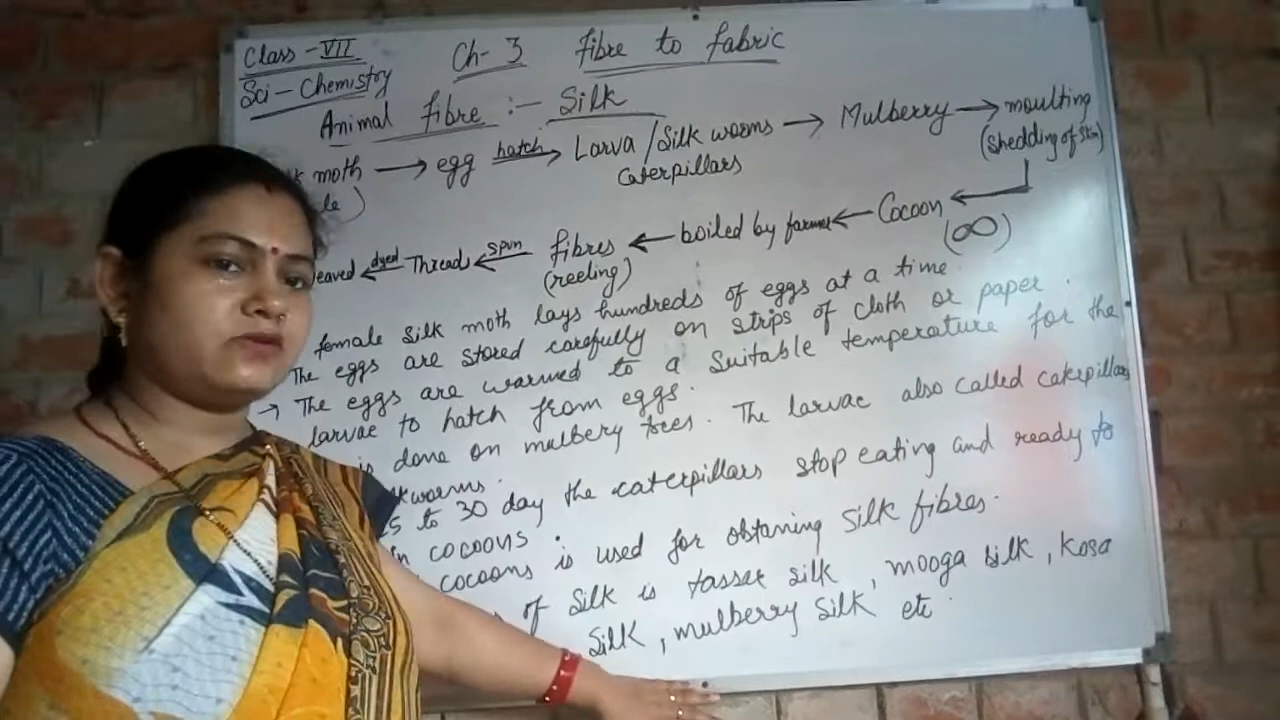 Class - VII Ch- 3 fibre to fabric
Sci - Chemistry
Animal fibre :- Silk
moth → egg hatch → Larva / Silk worms → Mulberry → moulting
caterpillars (shedding of skin)
eaved ← dyed Thread ← spun fibres ← boiled by farmer ← Cocoon
(reeling) (∞)
female silk moth lays hundreds of eggs at a time
The eggs are stored carefully on strips of cloth or paper.
→ The eggs are warmed to a suitable temperature for the
larvae to hatch from eggs.
is done on mulbery trees. The larvae also called caterpillars
kworms.
5 to 30 day the caterpillars stop eating and ready to
n cocoons.
cocoons is used for obtaining silk fibres.
of silk is tassar silk, mooga silk, kosa
silk, mulberry silk etc.